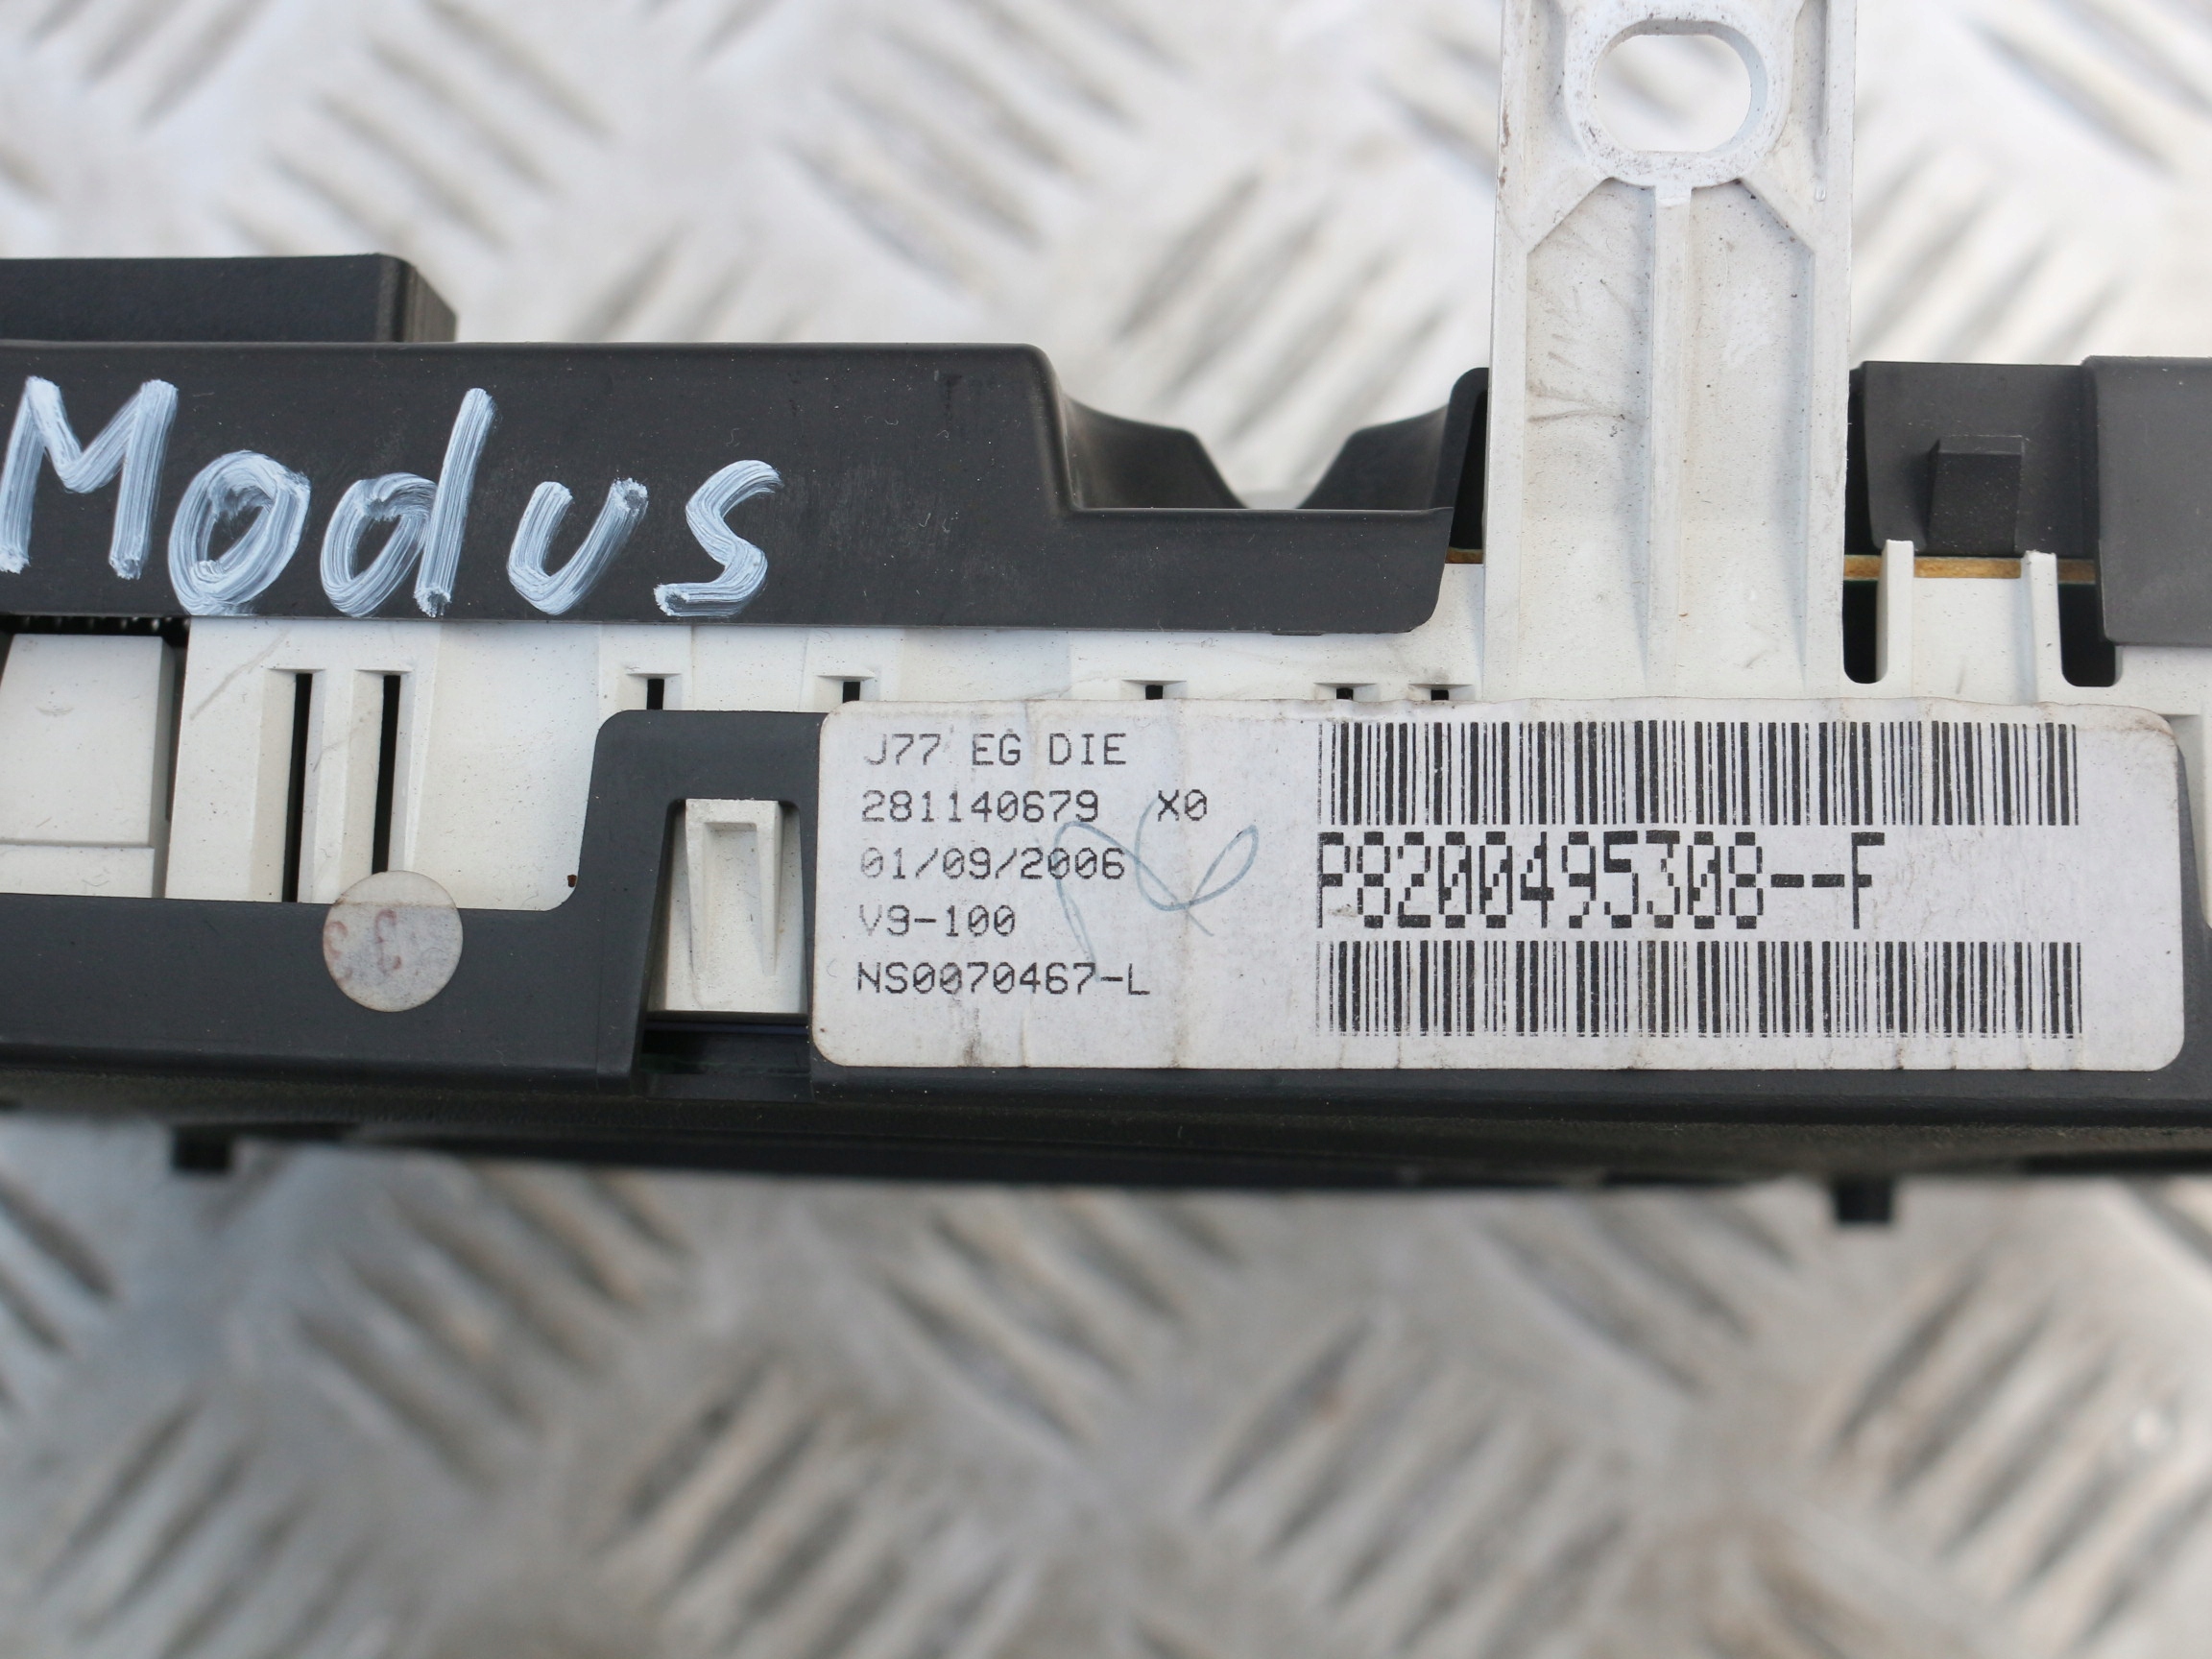 Modus
J77 EG DIE
281140679 X0
01/09/2006
V9-100
NS0070467-L
P8200495308--F